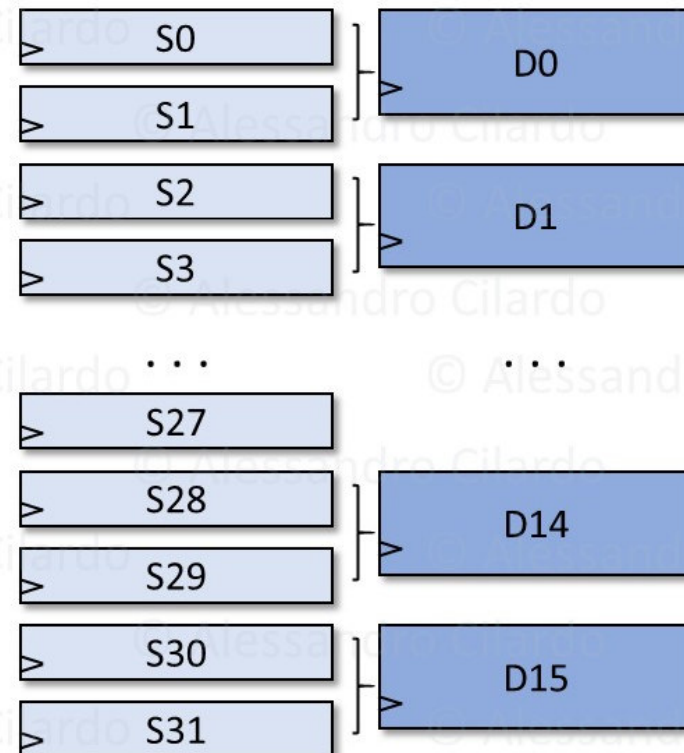 S0
D0
S1
S2
D1
S3
. . .
. . .
S27
S28
D14
S29
S30
D15
S31
© Alessandro Cilardo